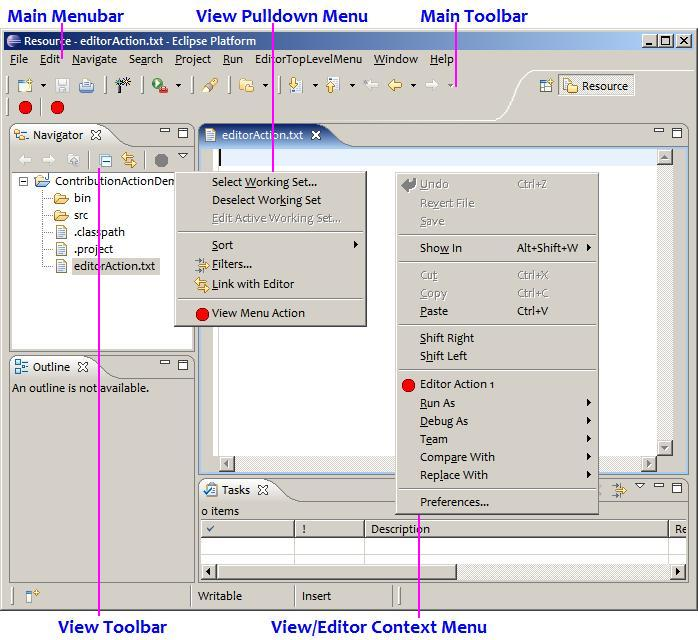 Main Menubar
View Pulldown Menu
Main Toolbar
Resource - editorAction.txt - Eclipse Platform
File Edit Navigate Search Project Run EditorTopLevelMenu Window Help
Resource
Navigator
editorAction.txt
ContributionActionDem
bin
src
.classpath
.project
editorAction.txt
Select Working Set...
Deselect Working Set
Edit Active Working Set...
Sort
Filters...
Link with Editor
View Menu Action
Undo Ctrl+Z
Revert File
Save
Show In Alt+Shift+W
Cut Ctrl+X
Copy Ctrl+C
Paste Ctrl+V
Shift Right
Shift Left
Editor Action 1
Run As
Debug As
Team
Compare With
Replace With
Preferences...
Outline
An outline is not available.
Tasks
0 items
! Description Re
Writable Insert
View Toolbar
View/Editor Context Menu